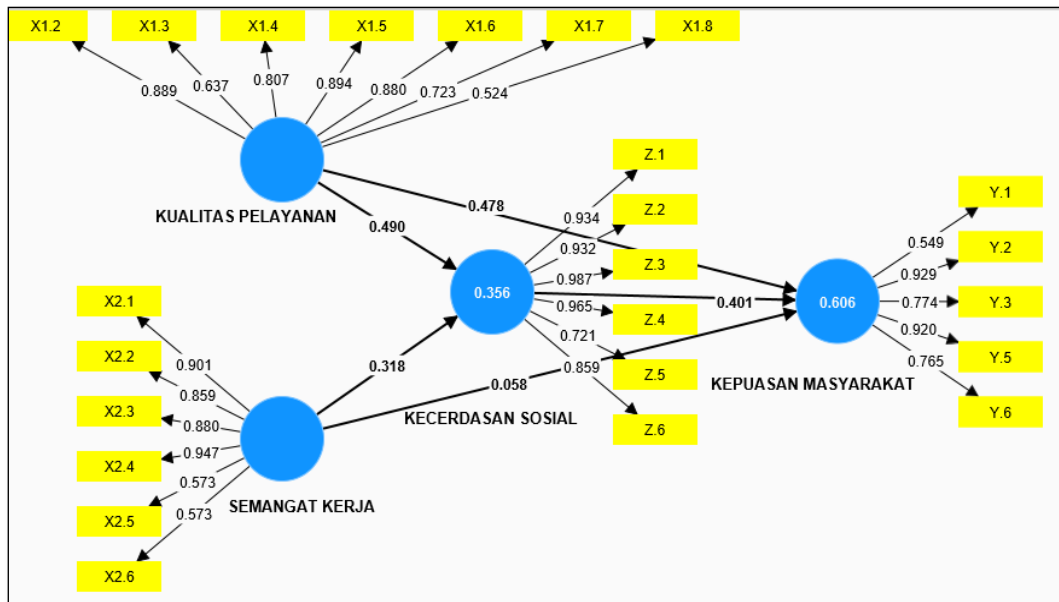 X1.2 X1.3 X1.4 X1.5 X1.6 X1.7 X1.8
0.889 0.637 0.807 0.894 0.880 0.723 0.524
KUALITAS PELAYANAN
0.478
0.490
Z.1
Z.2
Z.3
Z.4
Z.5
Z.6
0.934
0.932
0.987
0.965
0.721
0.859
0.356
KECERDASAN SOSIAL
0.401
0.318
0.058
X2.1
X2.2
X2.3
X2.4
X2.5
X2.6
0.901
0.859
0.880
0.947
0.573
0.573
SEMANGAT KERJA
0.606
KEPUASAN MASYARAKAT
Y.1
Y.2
Y.3
Y.5
Y.6
0.549
0.929
0.774
0.920
0.765